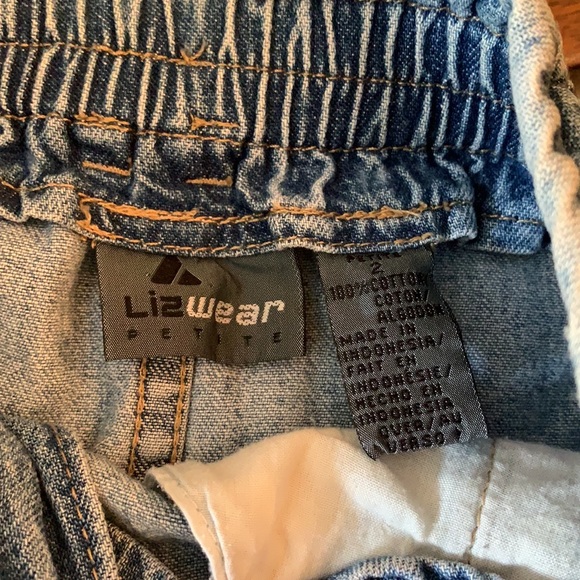 Lizwear
PETITE
PETITE
2
100%COTTON/
COTON/
ALGODON
MADE IN
INDONESIA/
FAIT EN
INDONESIE/
HECHO EN
INDONESIA
OVER/AU
VERSO